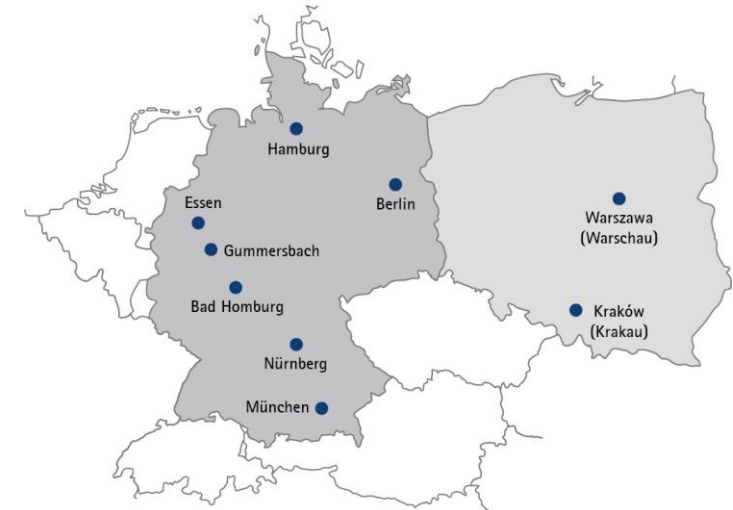 Hamburg
Berlin
Essen
Gummersbach
Bad Homburg
Nürnberg
München
Warszawa
(Warschau)
Kraków
(Krakau)